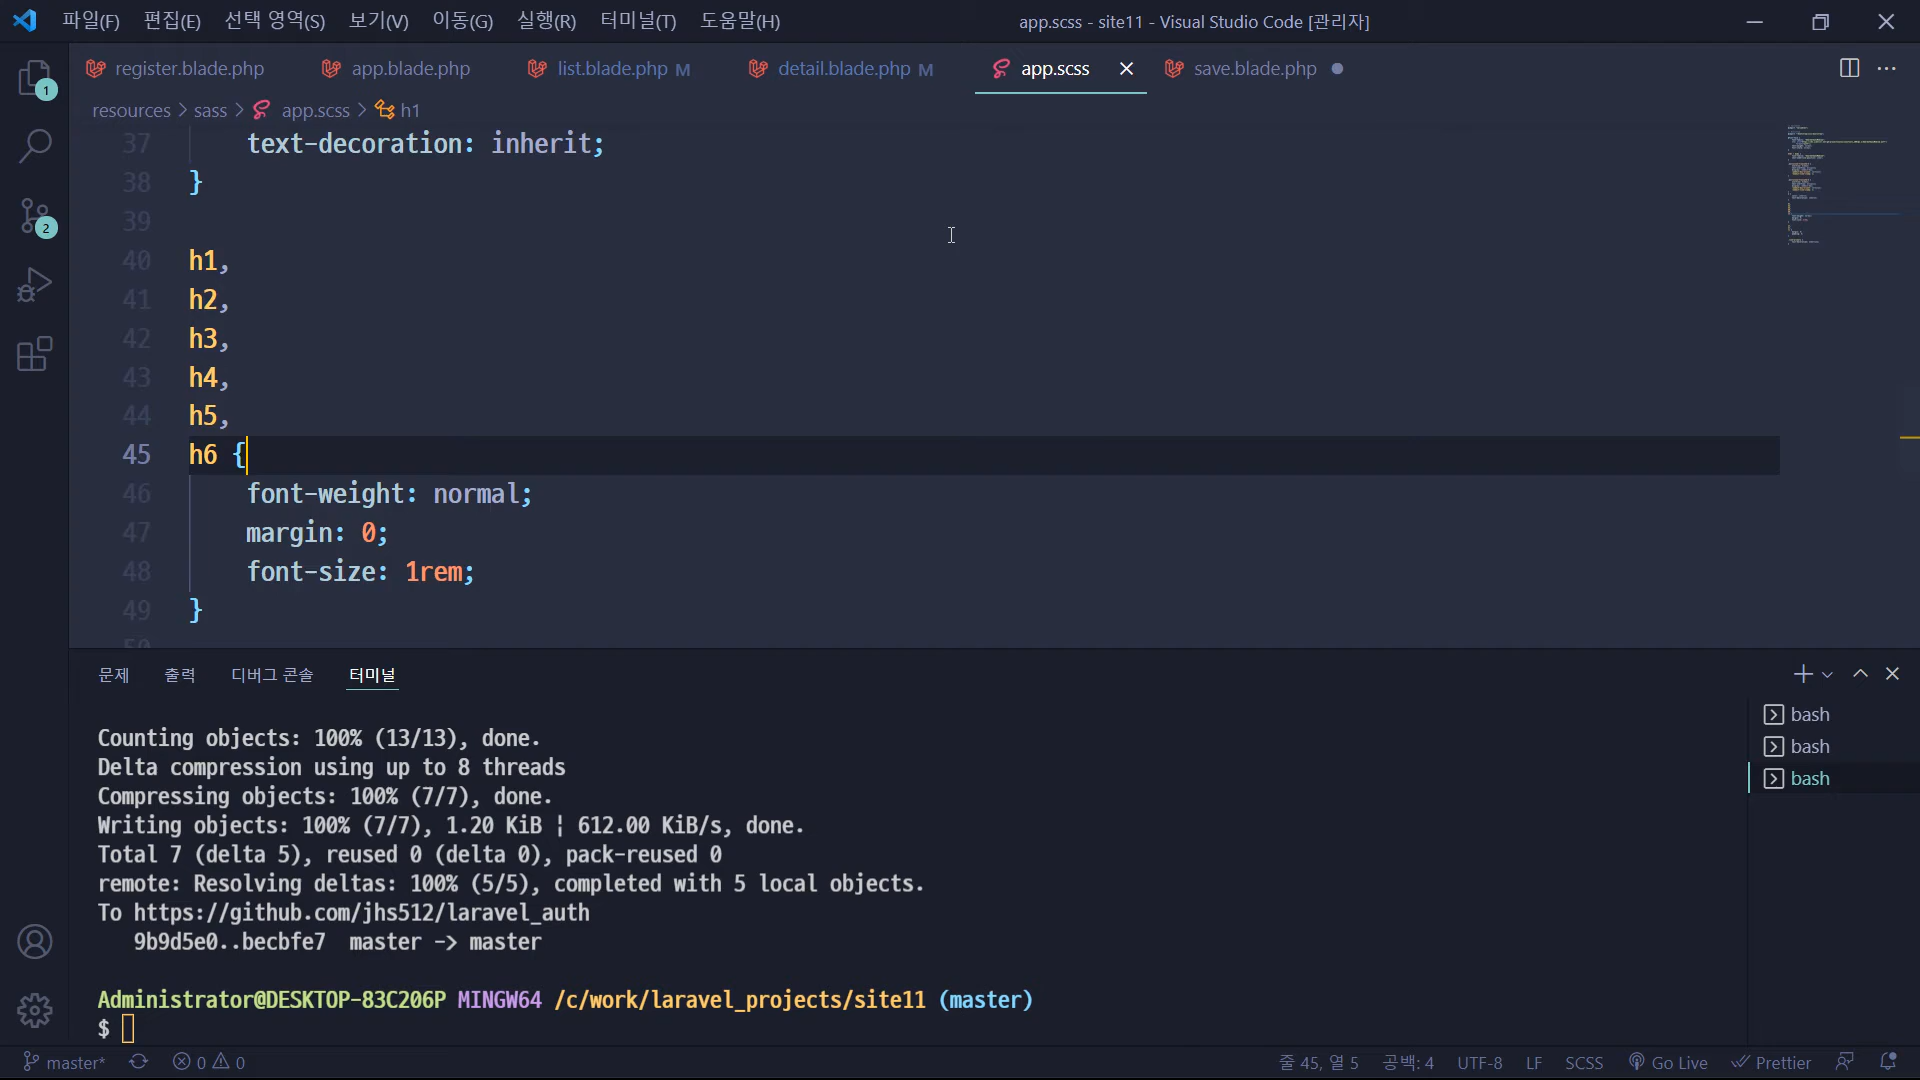 파일(F) 편집(E) 선택 영역(S) 보기(V) 이동(G) 실행(R) 터미널(T) 도움말(H) app.scss - site11 - Visual Studio Code [관리자]
register.blade.php app.blade.php list.blade.php M detail.blade.php M app.scss save.blade.php
resources > sass > app.scss > h1
1
2
37 text-decoration: inherit;
38 }
39
40 h1,
41 h2,
42 h3,
43 h4,
44 h5,
45 h6 {
46 font-weight: normal;
47 margin: 0;
48 font-size: 1rem;
49 }
50
문제 출력 디버그 콘솔 터미널
bash
bash
bash
Counting objects: 100% (13/13), done.
Delta compression using up to 8 threads
Compressing objects: 100% (7/7), done.
Writing objects: 100% (7/7), 1.20 KiB ¦ 612.00 KiB/s, done.
Total 7 (delta 5), reused 0 (delta 0), pack-reused 0
remote: Resolving deltas: 100% (5/5), completed with 5 local objects.
To https://github.com/jhs512/laravel_auth
9b9d5e0..becbfe7 master -> master
Administrator@DESKTOP-83C206P MINGW64 /c/work/laravel_projects/site11 (master)
$
master* 0 0 줄 45, 열 5 공백: 4 UTF-8 LF SCSS Go Live Prettier